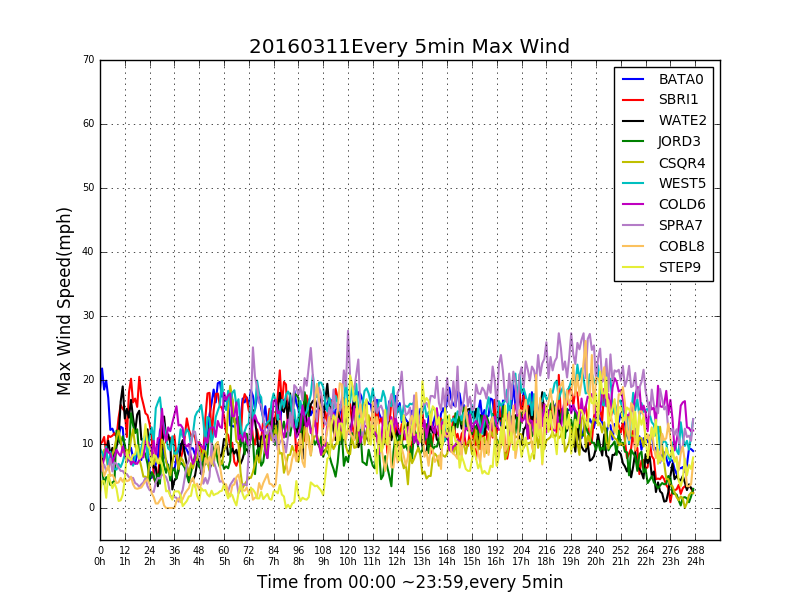 20160311Every 5min Max Wind
70
60
50
40
30
20
10
0
Max Wind Speed(mph)
BATA0
SBRI1
WATE2
JORD3
CSQR4
WEST5
COLD6
SPRA7
COBL8
STEP9
0 12 24 36 48 60 72 84 96 108 120 132 144 156 168 180 192 204 216 228 240 252 264 276 288
0h 1h 2h 3h 4h 5h 6h 7h 8h 9h 10h 11h 12h 13h 14h 15h 16h 17h 18h 19h 20h 21h 22h 23h 24h
Time from 00:00 ~23:59,every 5min